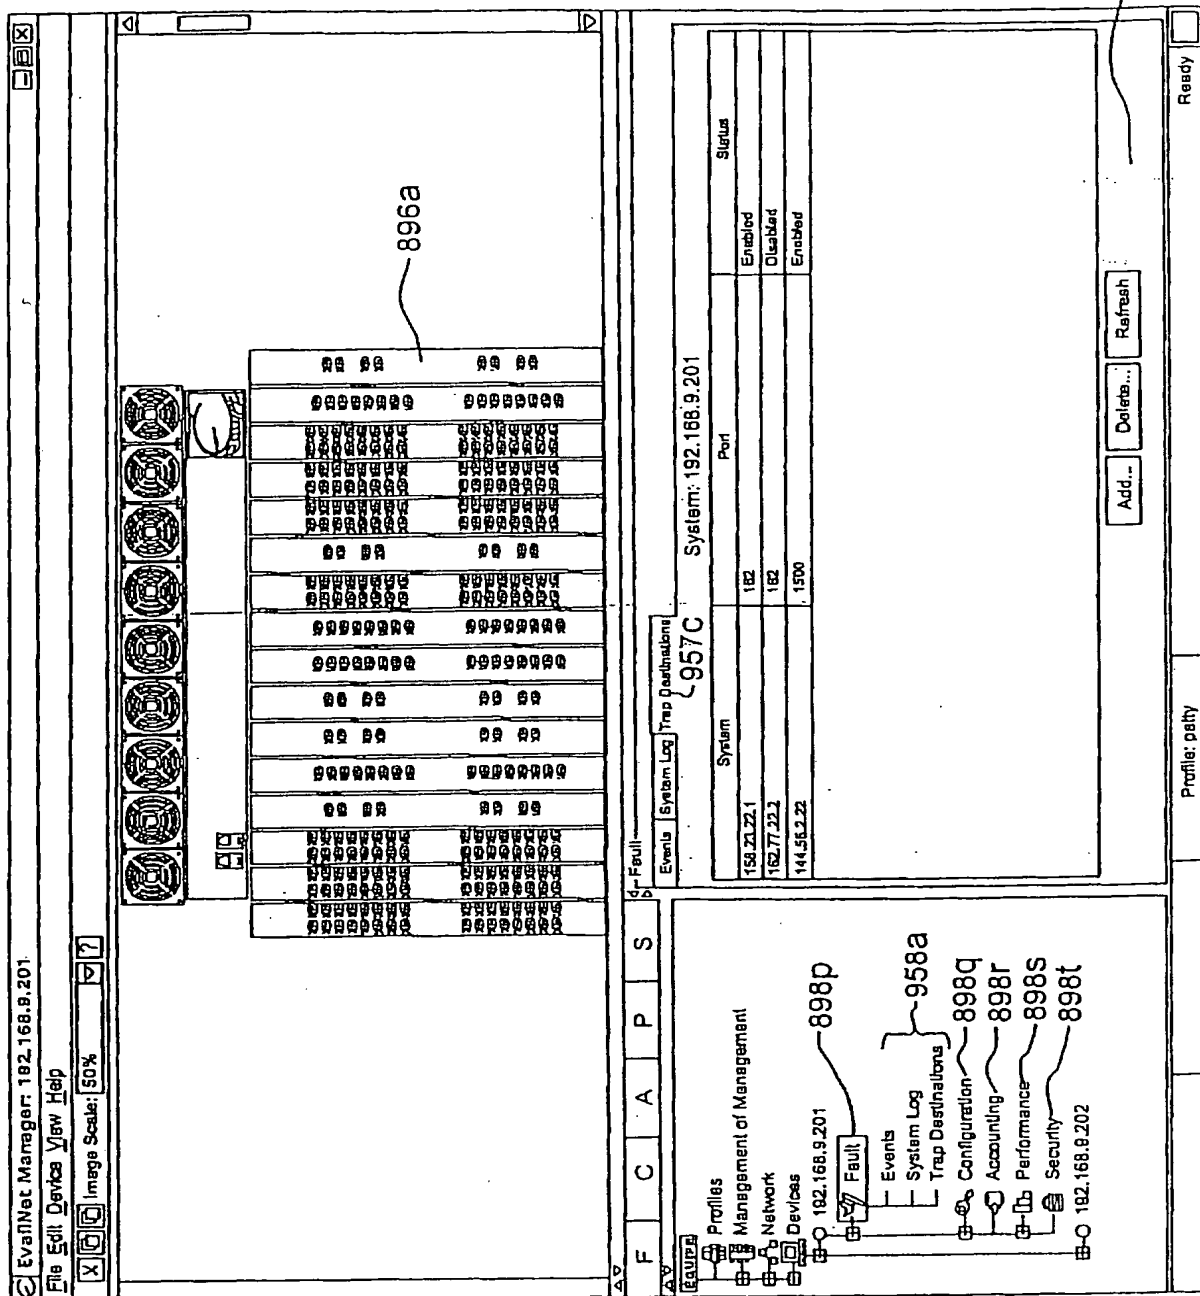 EvalNet Manager: 192.168.9.201
File Edit Device View Help
Image Scale: 50%
?
896a
F C A P S
Fault
EQUIPE
Profiles
Management of Management
Network
Devices
192.168.9.201
898p
Fault
Events
System Log
Trap Destinations
958a
Configuration
898q
Accounting
898r
Performance
898s
Security
898t
192.168.9.202
Events System Log Trap Destinations
957C
System: 192.168.9.201
System Port Status
158.23.22.1 162 Enabled
162.77.22.2 162 Disabled
144.56.2.22 1500 Enabled
Add... Delete... Refresh
Profile: patty
Ready